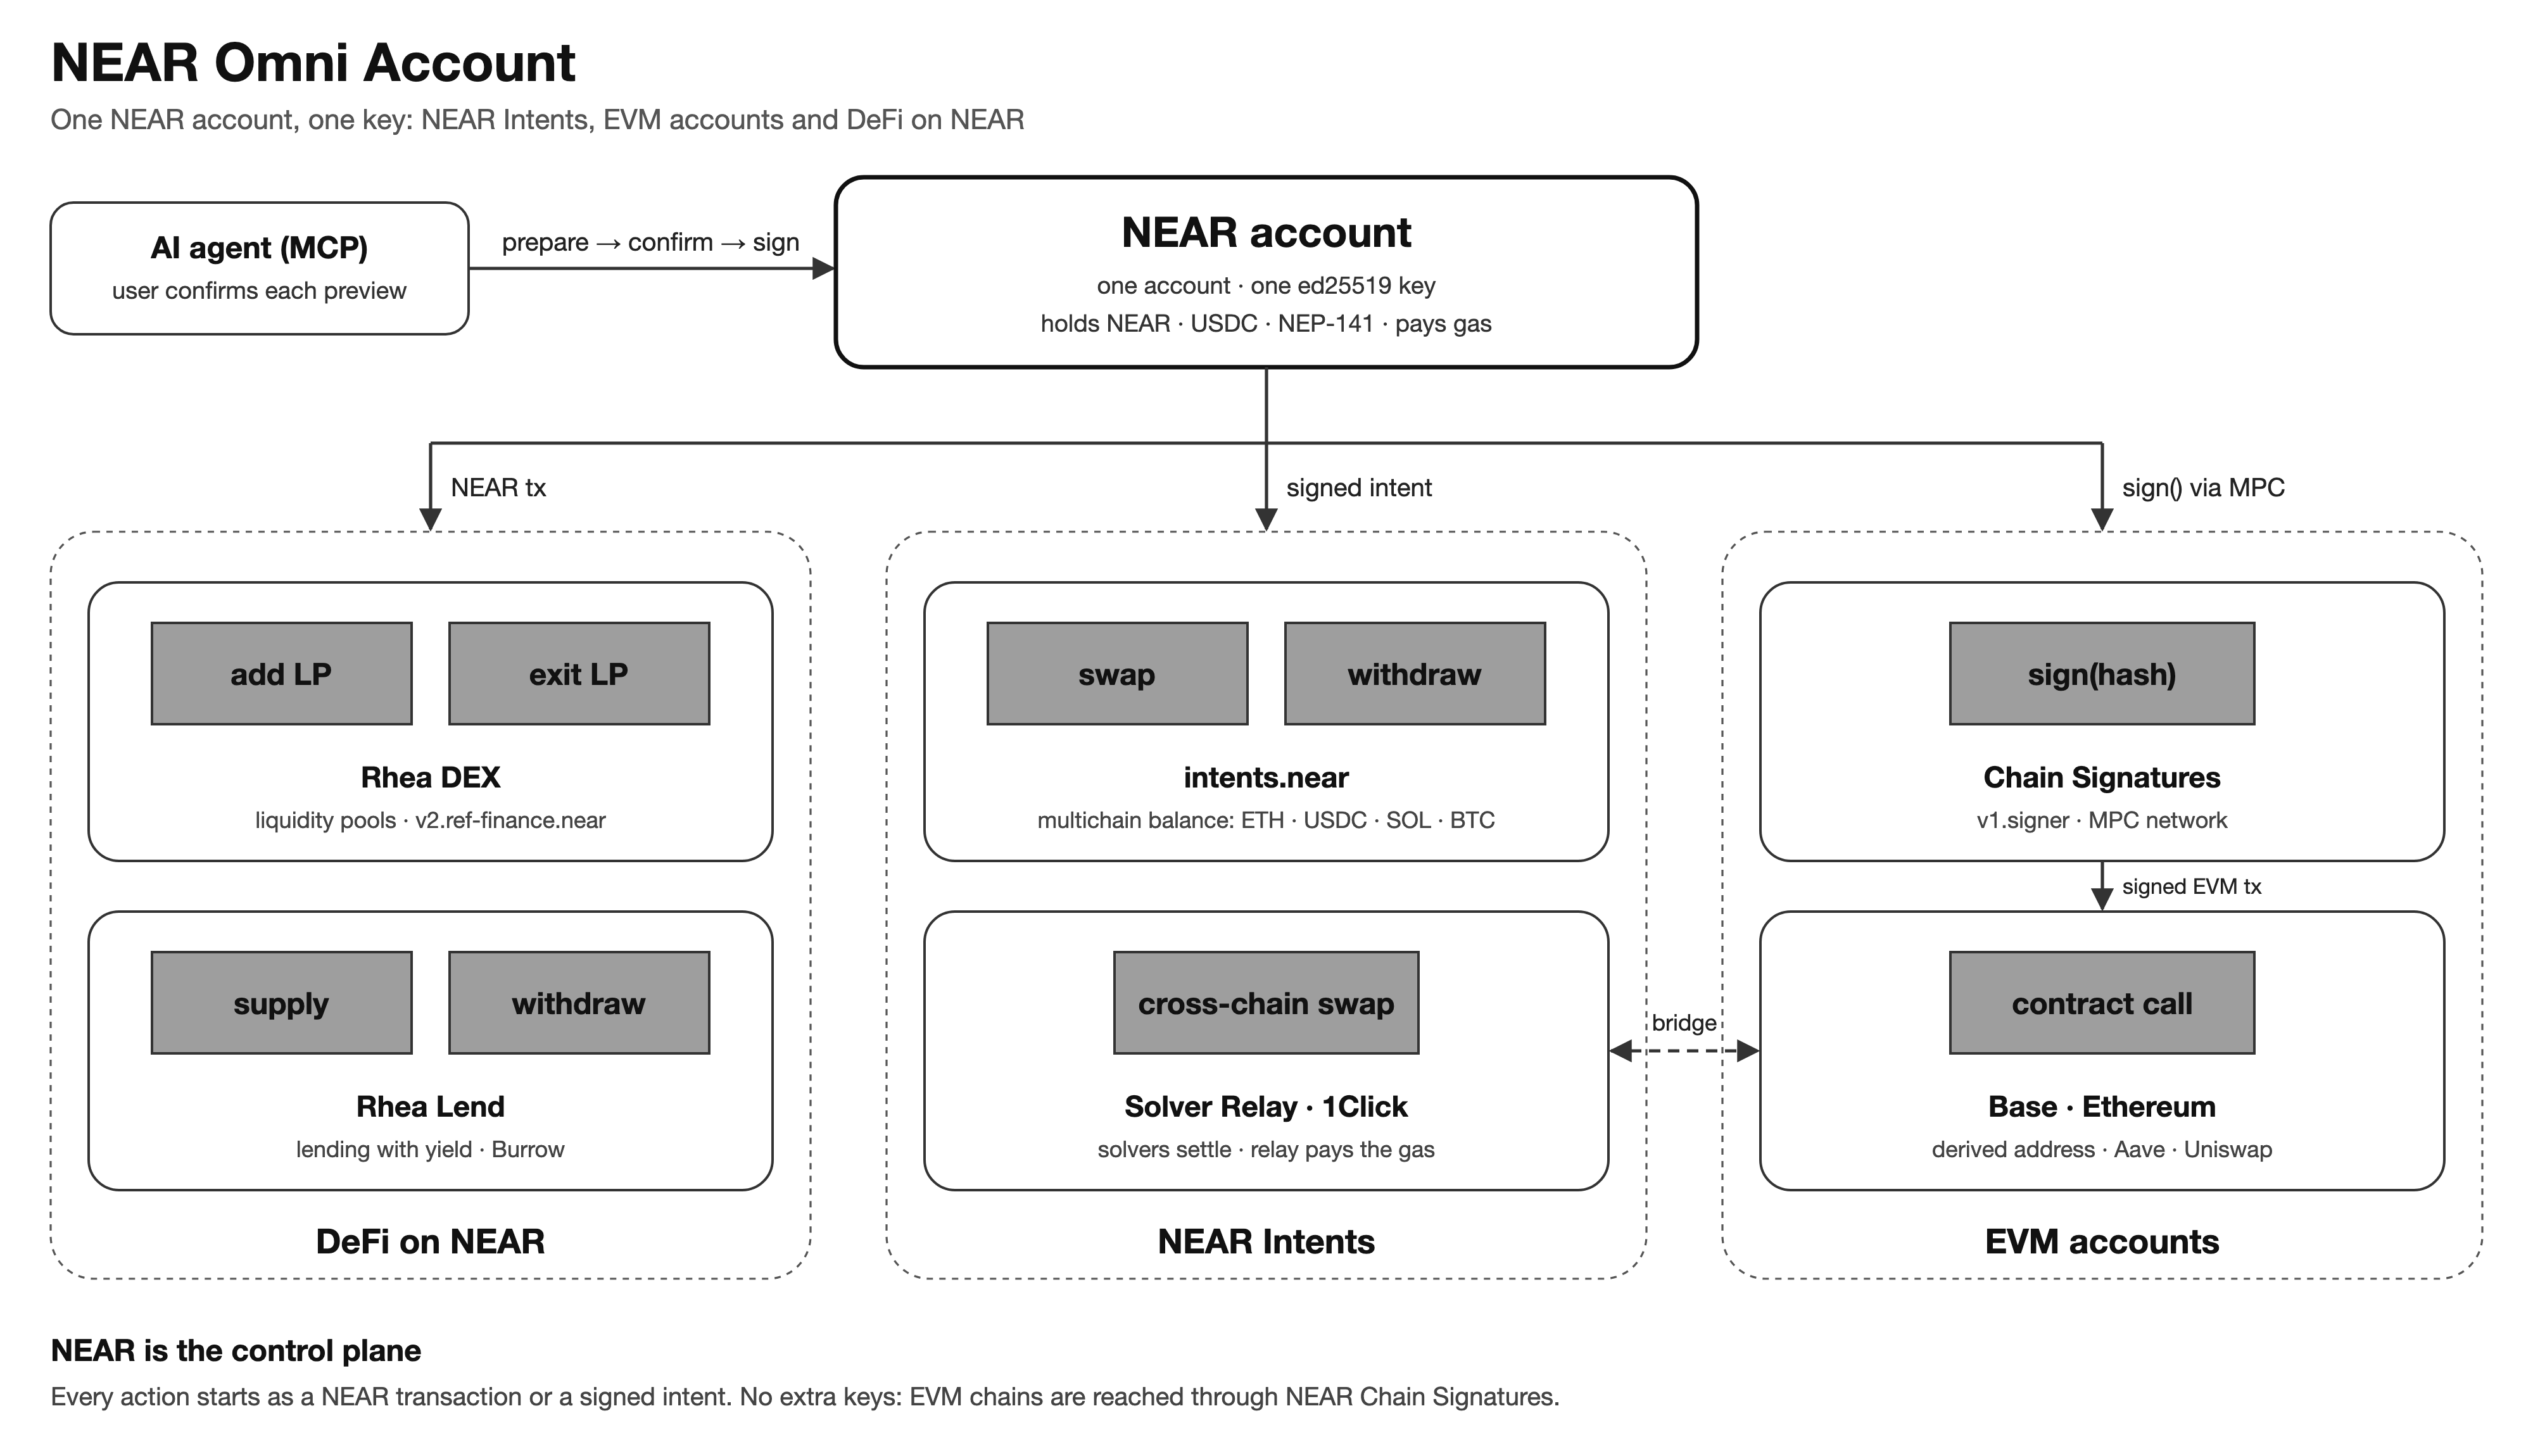 NEAR Omni Account
One NEAR account, one key: NEAR Intents, EVM accounts and DeFi on NEAR
AI agent (MCP)
user confirms each preview
prepare → confirm → sign
NEAR account
one account · one ed25519 key
holds NEAR · USDC · NEP-141 · pays gas
NEAR tx
signed intent
sign() via MPC
add LP
exit LP
Rhea DEX
liquidity pools · v2.ref-finance.near
supply
withdraw
Rhea Lend
lending with yield · Burrow
DeFi on NEAR
swap
withdraw
intents.near
multichain balance: ETH · USDC · SOL · BTC
cross-chain swap
Solver Relay · 1Click
solvers settle · relay pays the gas
NEAR Intents
bridge
sign(hash)
Chain Signatures
v1.signer · MPC network
signed EVM tx
contract call
Base · Ethereum
derived address · Aave · Uniswap
EVM accounts
NEAR is the control plane
Every action starts as a NEAR transaction or a signed intent. No extra keys: EVM chains are reached through NEAR Chain Signatures.